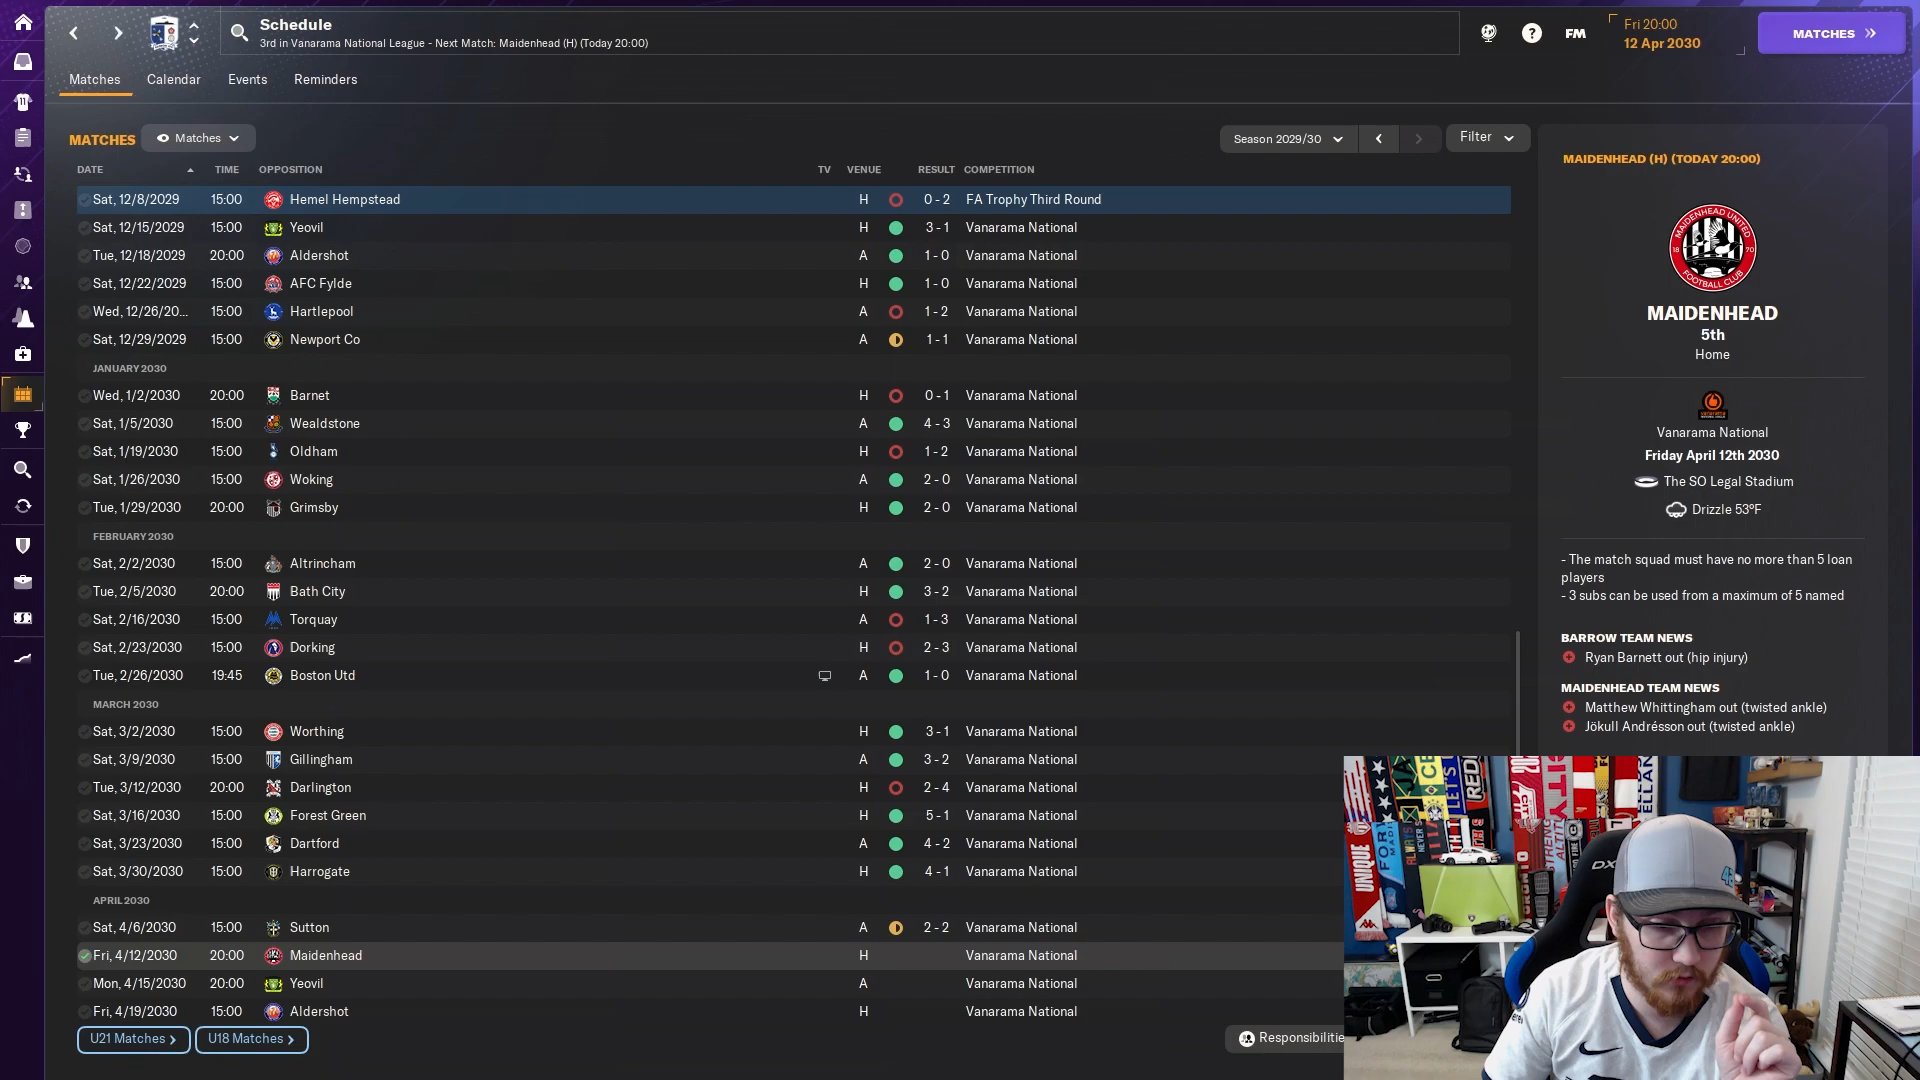 Schedule
3rd in Vanarama National League - Next Match: Maidenhead (H) (Today 20:00)
FM
Fri 20:00
12 Apr 2030
MATCHES
Matches Calendar Events Reminders
MATCHES Matches
Season 2029/30
Filter
DATE TIME OPPOSITION TV VENUE RESULT COMPETITION
Sat, 12/8/2029 15:00 Hemel Hempstead H 0 - 2 FA Trophy Third Round
Sat, 12/15/2029 15:00 Yeovil H 3 - 1 Vanarama National
Tue, 12/18/2029 20:00 Aldershot A 1 - 0 Vanarama National
Sat, 12/22/2029 15:00 AFC Fylde H 1 - 0 Vanarama National
Wed, 12/26/20... 15:00 Hartlepool A 1 - 2 Vanarama National
Sat, 12/29/2029 15:00 Newport Co A 1 - 1 Vanarama National
JANUARY 2030
Wed, 1/2/2030 20:00 Barnet H 0 - 1 Vanarama National
Sat, 1/5/2030 15:00 Wealdstone A 4 - 3 Vanarama National
Sat, 1/19/2030 15:00 Oldham H 1 - 2 Vanarama National
Sat, 1/26/2030 15:00 Woking A 2 - 0 Vanarama National
Tue, 1/29/2030 20:00 Grimsby H 2 - 0 Vanarama National
FEBRUARY 2030
Sat, 2/2/2030 15:00 Altrincham A 2 - 0 Vanarama National
Tue, 2/5/2030 20:00 Bath City H 3 - 2 Vanarama National
Sat, 2/16/2030 15:00 Torquay A 1 - 3 Vanarama National
Sat, 2/23/2030 15:00 Dorking H 2 - 3 Vanarama National
Tue, 2/26/2030 19:45 Boston Utd A 1 - 0 Vanarama National
MARCH 2030
Sat, 3/2/2030 15:00 Worthing H 3 - 1 Vanarama National
Sat, 3/9/2030 15:00 Gillingham A 3 - 2 Vanarama National
Tue, 3/12/2030 20:00 Darlington H 2 - 4 Vanarama National
Sat, 3/16/2030 15:00 Forest Green H 5 - 1 Vanarama National
Sat, 3/23/2030 15:00 Dartford A 4 - 2 Vanarama National
Sat, 3/30/2030 15:00 Harrogate H 4 - 1 Vanarama National
APRIL 2030
Sat, 4/6/2030 15:00 Sutton A 2 - 2 Vanarama National
Fri, 4/12/2030 20:00 Maidenhead H Vanarama National
Mon, 4/15/2030 20:00 Yeovil A Vanarama National
Fri, 4/19/2030 15:00 Aldershot H Vanarama National
U21 Matches U18 Matches
Responsibilitie
MAIDENHEAD (H) (TODAY 20:00)
MAIDENHEAD UNITED
18 70
FOOTBALL CLUB
MAIDENHEAD
5th
Home
Vanarama National
Friday April 12th 2030
The SO Legal Stadium
Drizzle 53ºF
- The match squad must have no more than 5 loan
players
- 3 subs can be used from a maximum of 5 named
BARROW TEAM NEWS
Ryan Barnett out (hip injury)
MAIDENHEAD TEAM NEWS
Matthew Whittingham out (twisted ankle)
Jökull Andrésson out (twisted ankle)
UNIQUE